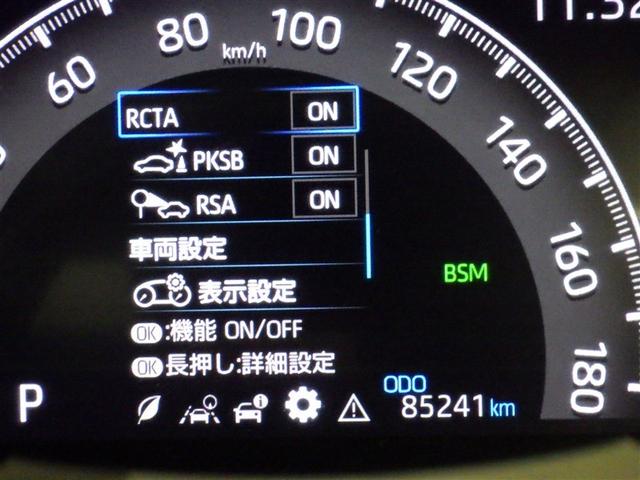 60
80
100
120
140
160
180
km/h
RCTA ON
PKSB ON
RSA ON
車両設定
表示設定
BSM
OK:機能 ON/OFF
OK長押し:詳細設定
P
i
ODO
85241km